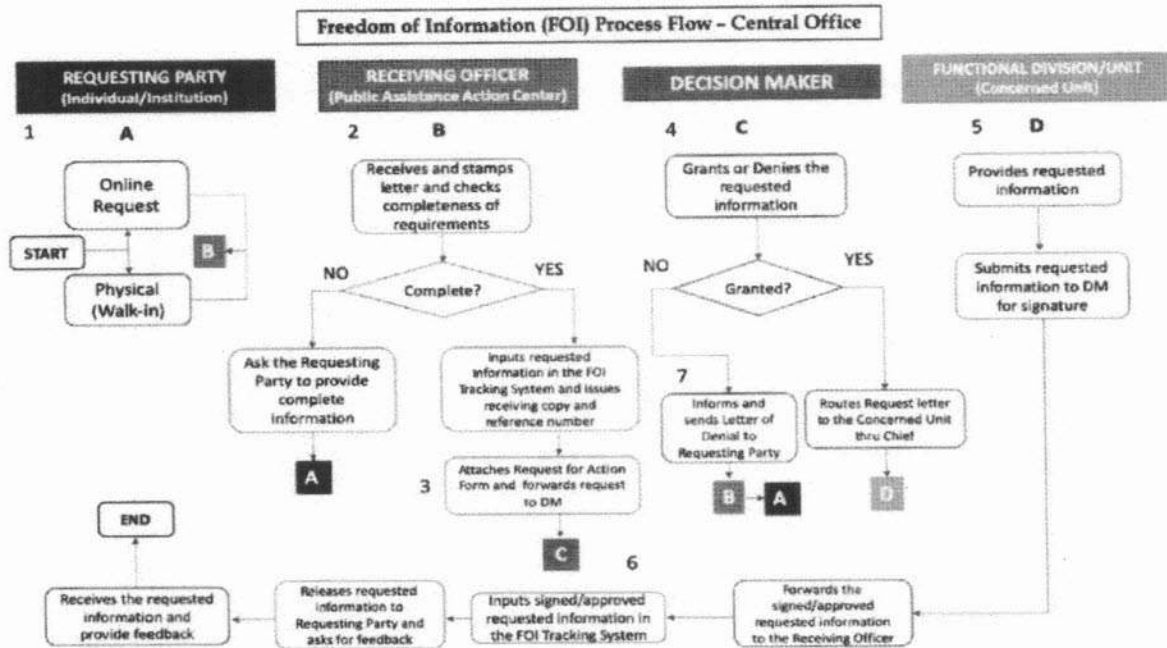 Freedom of Information (FOI) Process Flow – Central Office
REQUESTING PARTY
(Individual/Institution)
RECEIVING OFFICER
(Public Assistance Action Center)
DECISION MAKER
FUNCTIONAL DIVISION/UNIT
(Concerned Unit)
1 A
2 B
4 C
5 D
Online
Request
START
B
Physical
(Walk-in)
Receives and stamps
letter and checks
completeness of
requirements
NO
YES
Complete?
Ask the Requesting
Party to provide
complete
information
A
Inputs requested
information in the FOI
Tracking System and issues
receiving copy and
reference number
3
Attaches Request for Action
Form and forwards request
to DM
C
Grants or Denies the
requested
information
NO
YES
Granted?
7
Informs and
sends Letter of
Denial to
Requesting Party
B
A
Routes Request letter
to the Concerned Unit
thru Chief
D
Provides requested
information
Submits requested
information to DM
for signature
Forwards the
signed/approved
requested information
to the Receiving Officer
6
Inputs signed/approved
requested information in
the FOI Tracking System
Releases requested
information to
Requesting Party and
asks for feedback
Receives the requested
information and
provide feedback
END